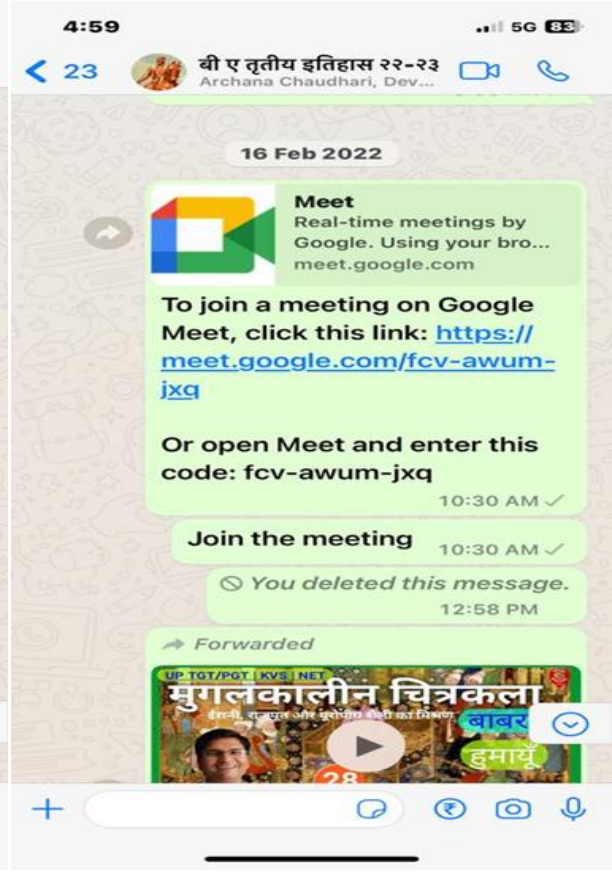 4:59
5G 83
23
बी ए तृतीय इतिहास २२-२३
Archana Chaudhari, Dev...
16 Feb 2022
Meet
Real-time meetings by
Google. Using your bro...
meet.google.com
To join a meeting on Google
Meet, click this link: https://
meet.google.com/fcv-awum-
jxq
Or open Meet and enter this
code: fcv-awum-jxq
10:30 AM
Join the meeting
10:30 AM
You deleted this message.
12:58 PM
Forwarded
UP TGT/PGT | KVS | NET
मुगलकालीन चित्रकला
ईरानी, राजपूत और यूरोपीय शैली का मिश्रण
बाबर
हुमायूँ
28